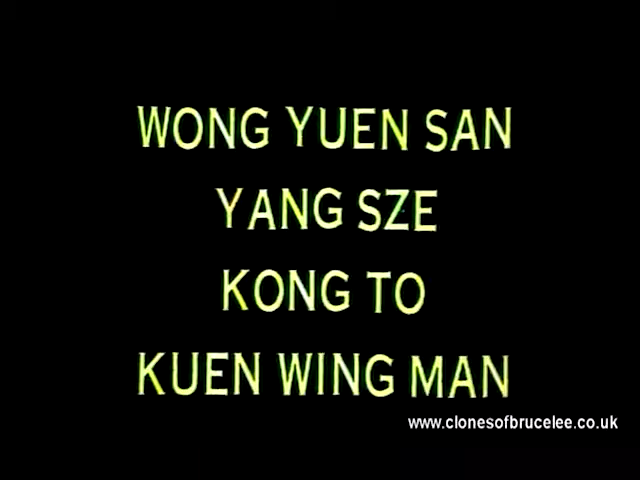 WONG YUEN SAN
YANG SZE
KONG TO
KUEN WING MAN
www.clonesofbrucelee.co.uk